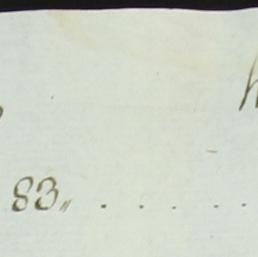 83„ . . . . .